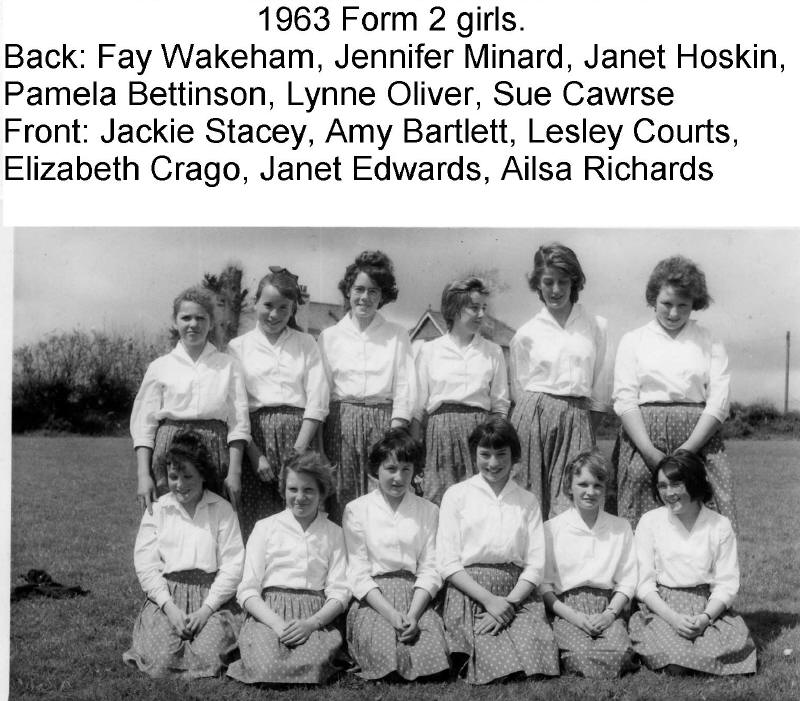 1963 Form 2 girls.
Back: Fay Wakeham, Jennifer Minard, Janet Hoskin,
Pamela Bettinson, Lynne Oliver, Sue Cawrse
Front: Jackie Stacey, Amy Bartlett, Lesley Courts,
Elizabeth Crago, Janet Edwards, Ailsa Richards